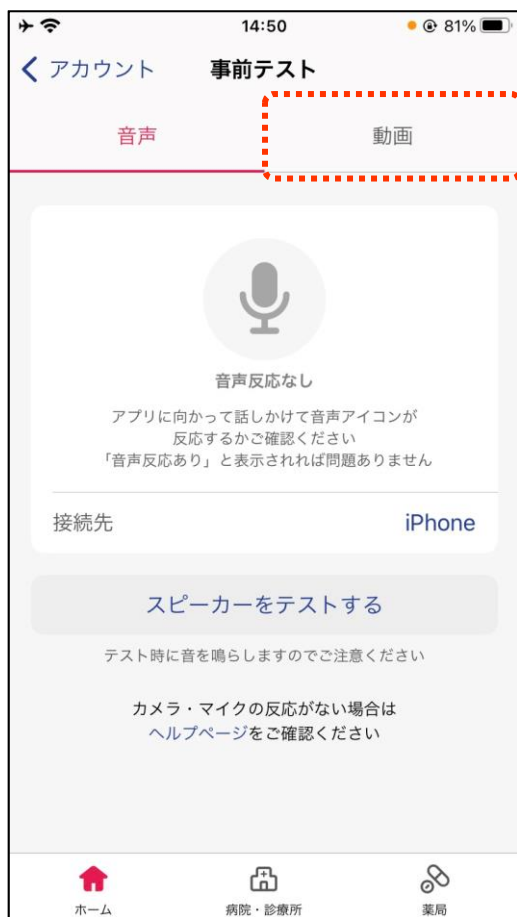 14:50
81%
アカウント
事前テスト
音声
動画
音声反応なし
アプリに向かって話しかけて音声アイコンが
反応するかご確認ください
「音声反応あり」と表示されれば問題ありません
接続先
iPhone
スピーカーをテストする
テスト時に音を鳴らしますのでご注意ください
カメラ・マイクの反応がない場合は
ヘルプページをご確認ください
ホーム
病院・診療所
薬局